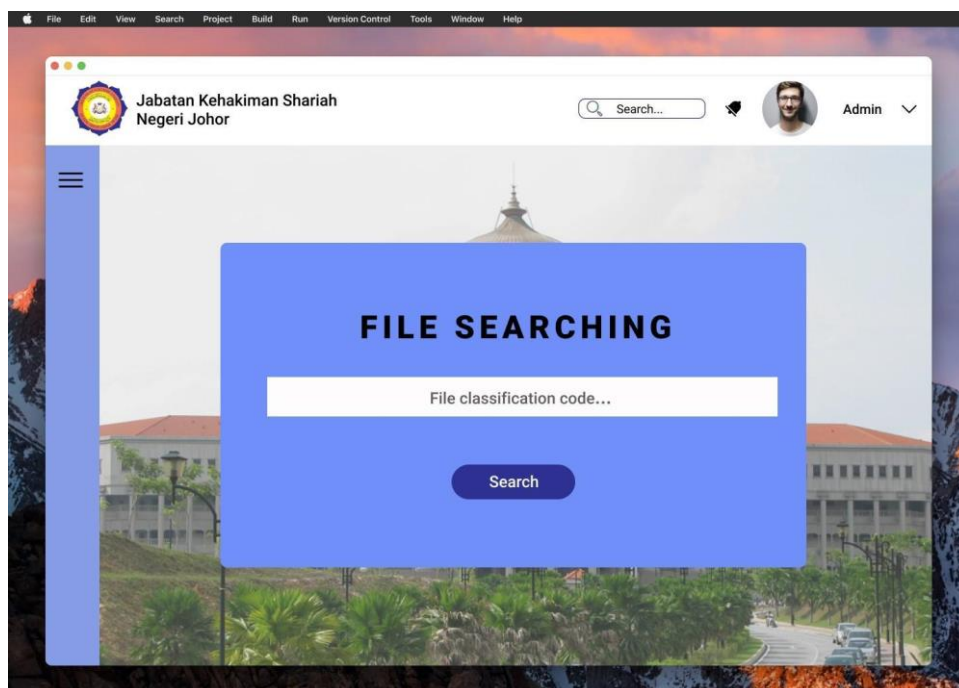 File Edit View Search Project Build Run Version Control Tools Window Help
Jabatan Kehakiman Shariah
Negeri Johor
Search...
Admin
FILE SEARCHING
File classification code...
Search